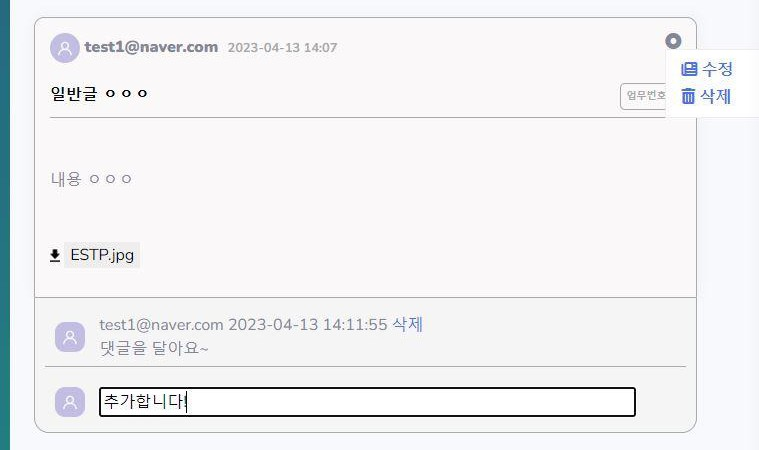 test1@naver.com 2023-04-13 14:07
수정
일반글 ㅇㅇㅇ 업무번호
삭제
내용 ㅇㅇㅇ
ESTP.jpg
test1@naver.com 2023-04-13 14:11:55 삭제
댓글을 달아요~
추가합니다!